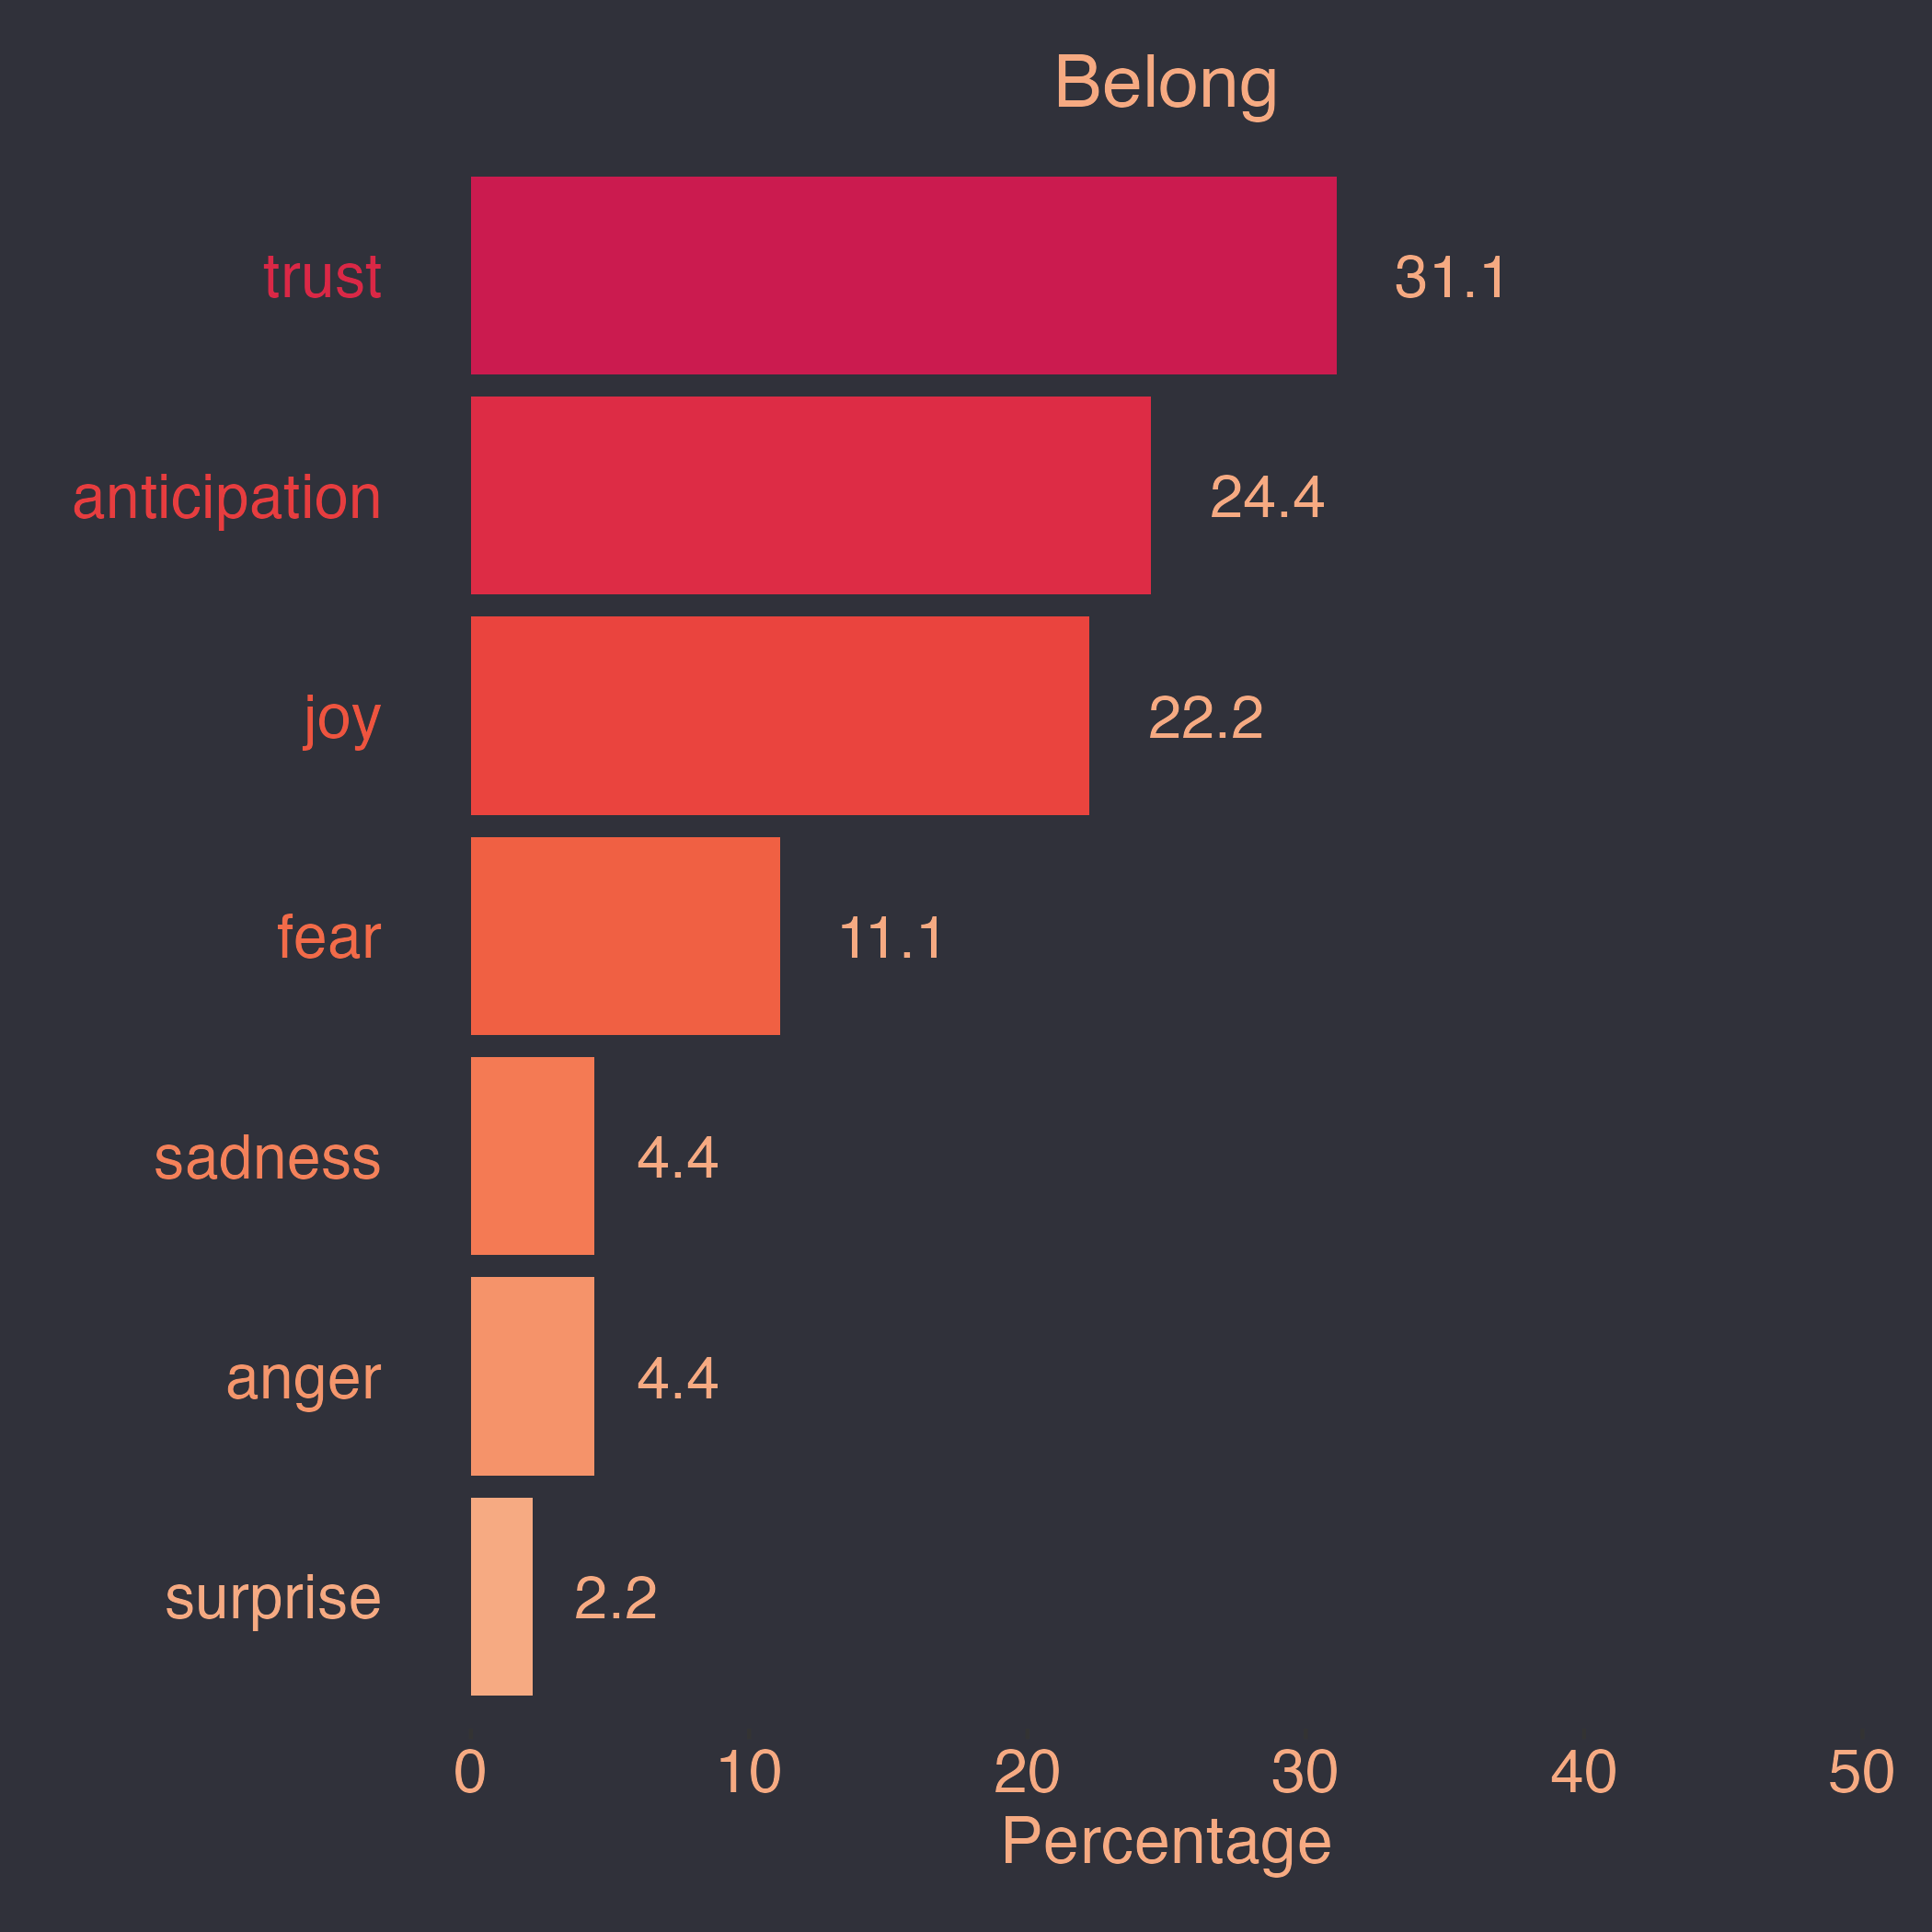 Belong
trust 31.1
anticipation 24.4
joy 22.2
fear 11.1
sadness 4.4
anger 4.4
surprise 2.2
0 10 20 30 40 50
Percentage